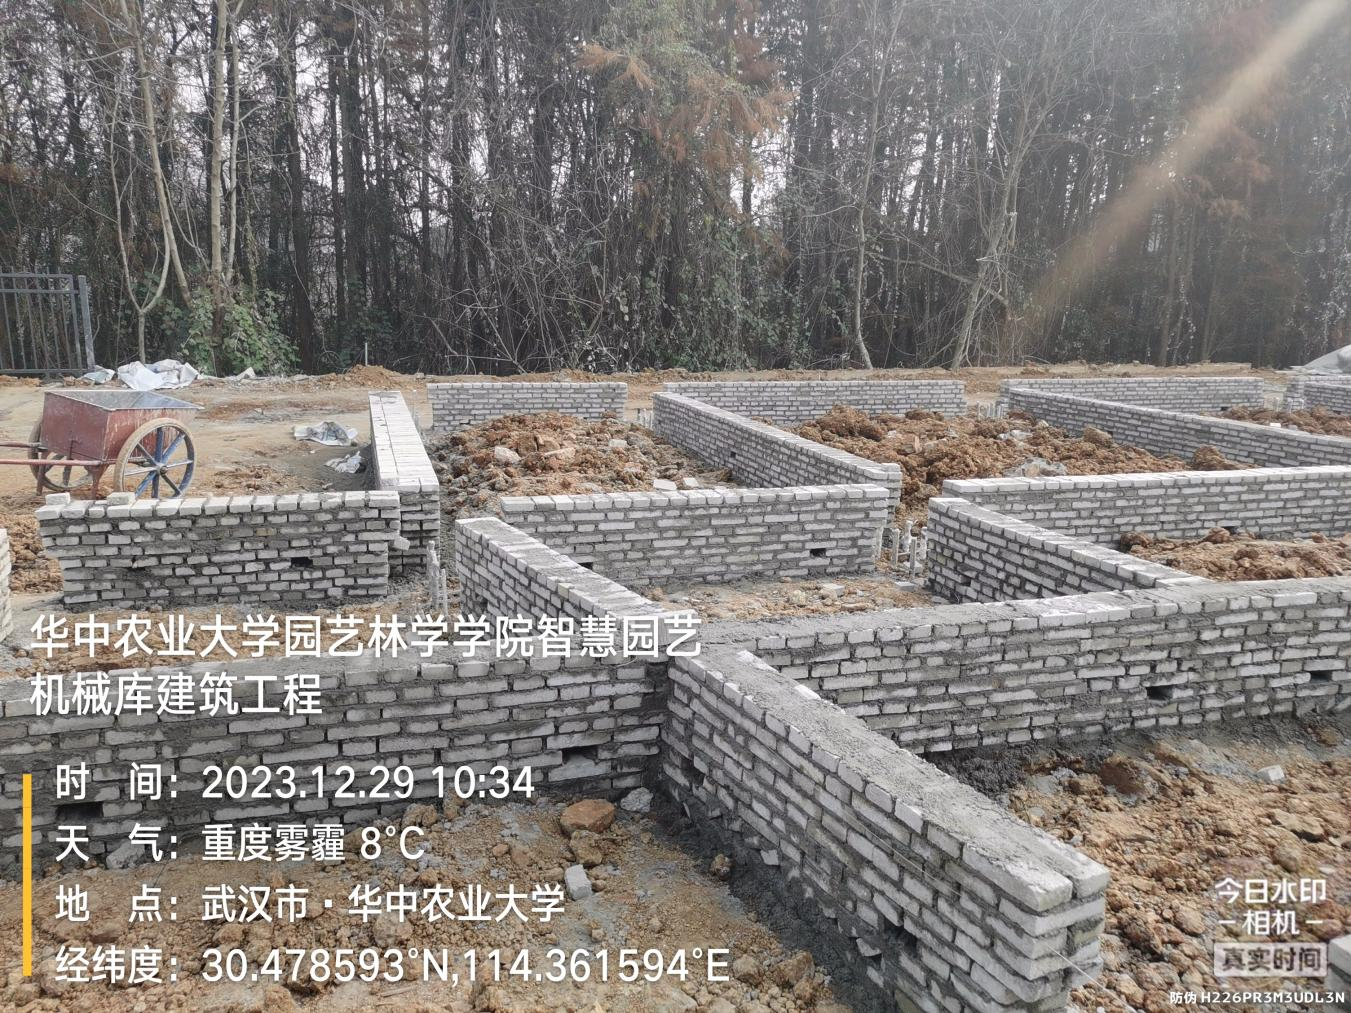 华中农业大学园艺林学学院智慧园艺
机械库建筑工程
时 间：2023.12.29 10:34
天 气：重度雾霾 8℃
地 点：武汉市·华中农业大学
经纬度：30.478593°N,114.361594°E
今日水印
-相机-
真实时间
防伪 H226PR3M3UDL3N